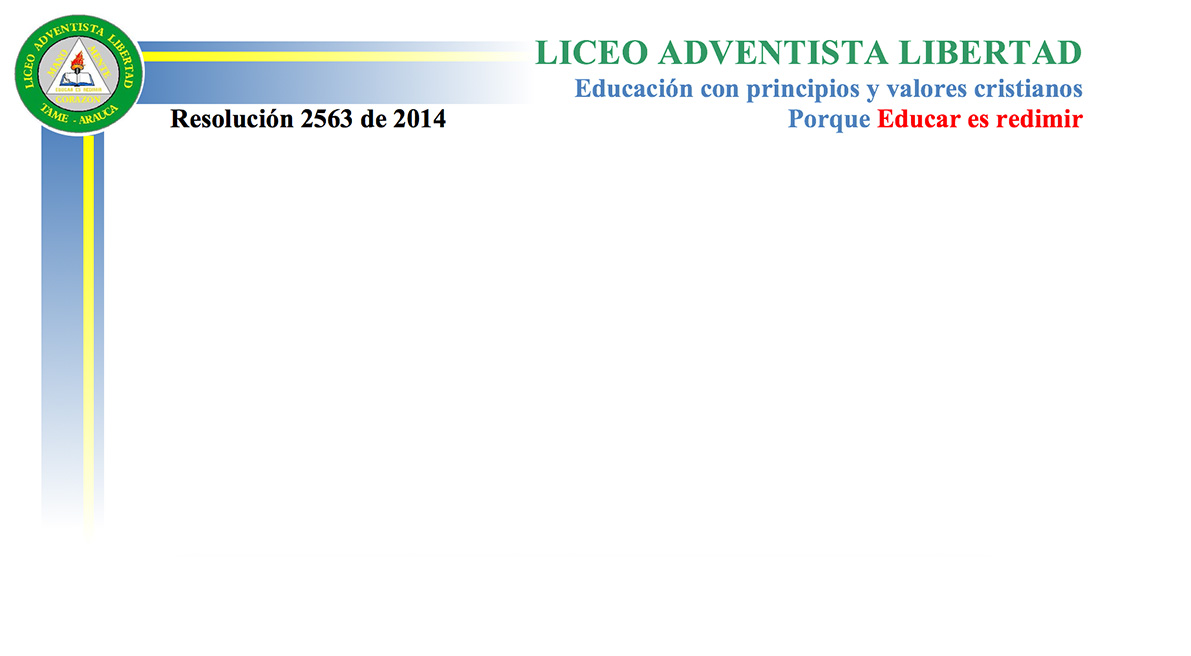 LICEO ADVENTISTA LIBERTAD
TAME - ARAUCA
MANO
MENTE
CORAZON
EDUCAR ES REDIMIR
LICEO ADVENTISTA LIBERTAD
Educación con principios y valores cristianos
Resolución 2563 de 2014
Porque Educar es redimir